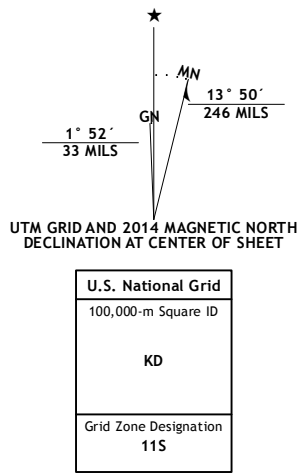 MN
GN
13° 50´
246 MILS
1° 52´
33 MILS
UTM GRID AND 2014 MAGNETIC NORTH
DECLINATION AT CENTER OF SHEET
U.S. National Grid
100,000-m Square ID
KD
Grid Zone Designation
11S